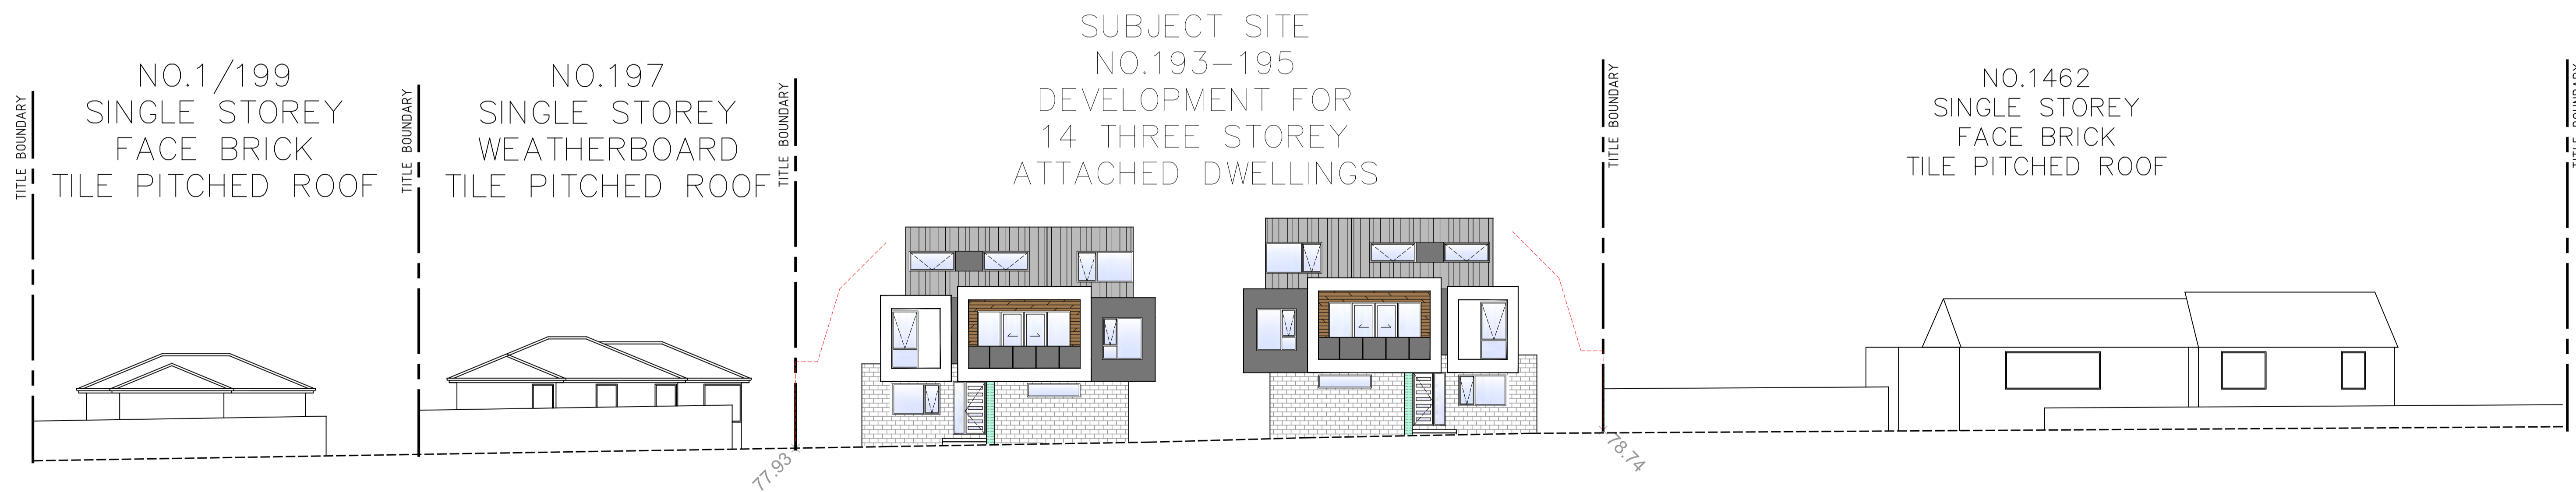 TITLE BOUNDARY
NO.1/199
SINGLE STOREY
FACE BRICK
TILE PITCHED ROOF
TITLE BOUNDARY
NO.197
SINGLE STOREY
WEATHERBOARD
TILE PITCHED ROOF
TITLE BOUNDARY
SUBJECT SITE
NO.193-195
DEVELOPMENT FOR
14 THREE STOREY
ATTACHED DWELLINGS
TITLE BOUNDARY
NO.1462
SINGLE STOREY
FACE BRICK
TILE PITCHED ROOF
TITLE BOUNDARY
77.93
78.74